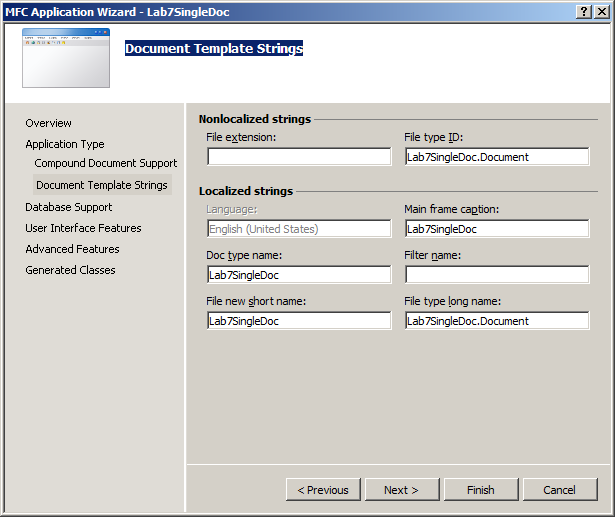 MFC Application Wizard - Lab7SingleDoc
Document Template Strings
Overview
Application Type
Compound Document Support
Document Template Strings
Database Support
User Interface Features
Advanced Features
Generated Classes
Nonlocalized strings
File extension:
File type ID:
Lab7SingleDoc.Document
Localized strings
Language:
Main frame caption:
English (United States)
Lab7SingleDoc
Doc type name:
Filter name:
Lab7SingleDoc
File new short name:
File type long name:
Lab7SingleDoc
Lab7SingleDoc.Document
< Previous
Next >
Finish
Cancel